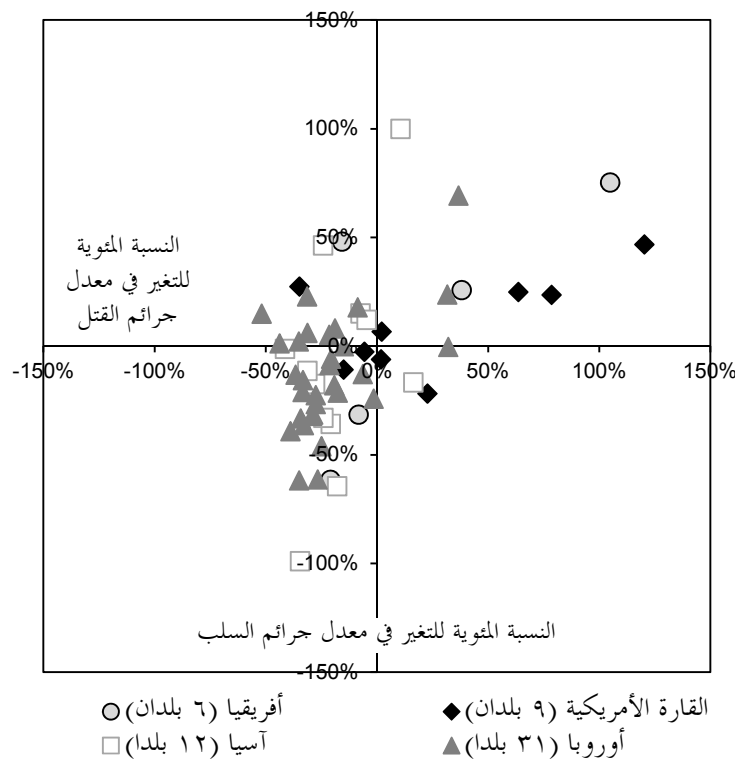 150%
100%
50%
0%
-50%
-100%
-150%
-150%
-100%
-50%
0%
50%
100%
150%
النسبة المئوية
للتغير في معدل
جرائم القتل
النسبة المئوية للتغير في معدل جرائم السلب
أفريقيا (٦ بلدان)
القارة الأمريكية (٩ بلدان)
آسيا (١٢ بلدا)
أوروبا (٣١ بلدا)